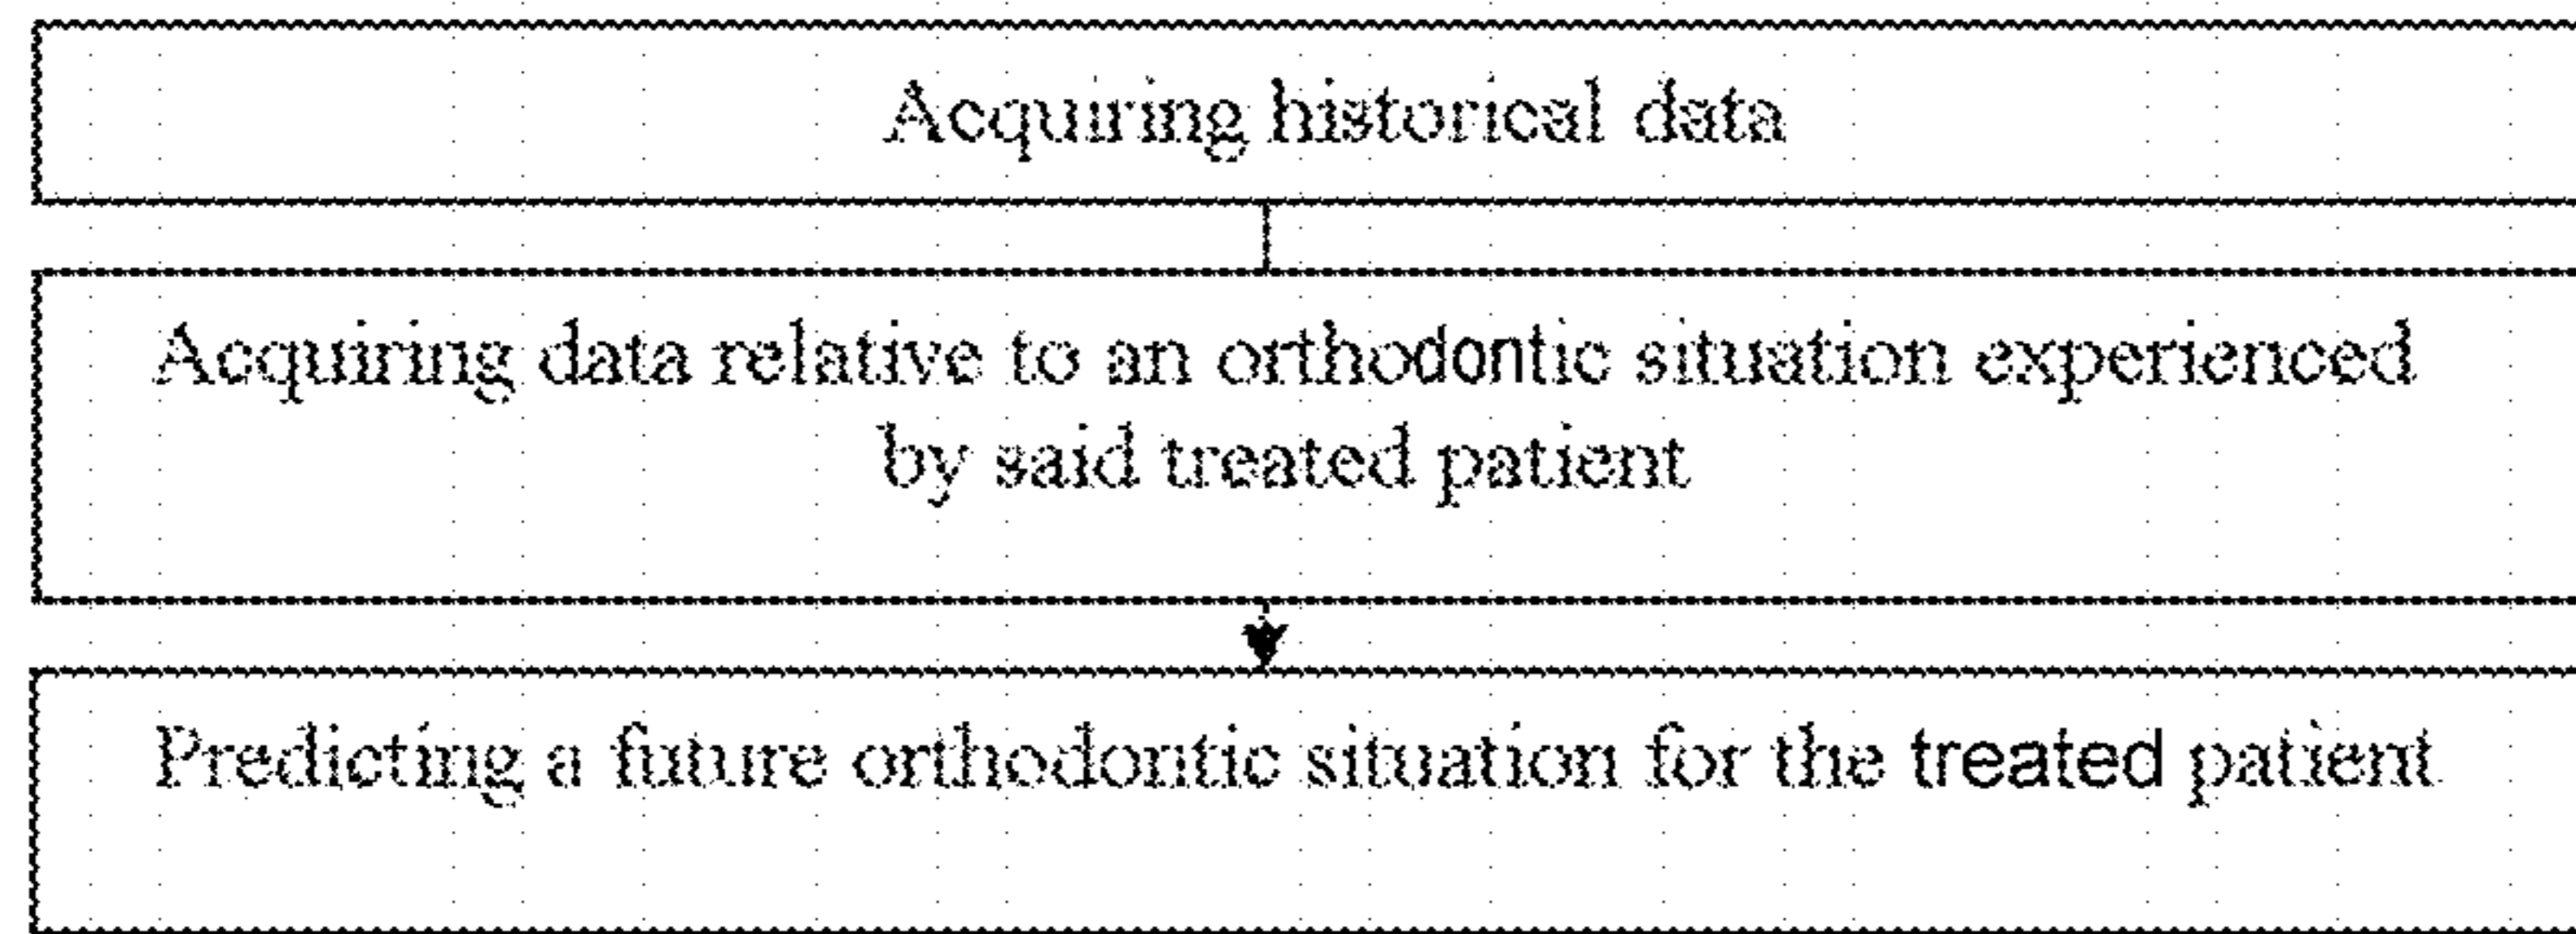 Acquiring historical data
Acquiring data relative to an orthodontic situation experienced
by said treated patient
Predicting a future orthodontic situation for the treated patient